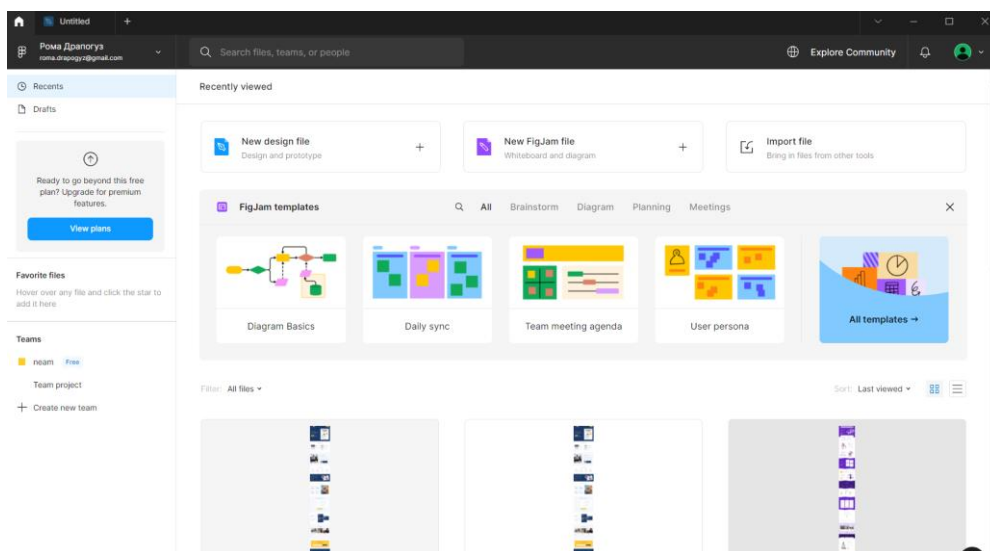 Untitled
Рома Драпогуз
roma.drapogyz@gmail.com
Search files, teams, or people
Explore Community
Recents
Drafts
Ready to go beyond this free
plan? Upgrade for premium
features.
View plans
Favorite files
Hover over any file and click the star to
add it here
Teams
neam Free
Team project
Create new team
Recently viewed
New design file
Design and prototype
New FigJam file
Whiteboard and diagram
Import file
Bring in files from other tools
FigJam templates
All Brainstorm Diagram Planning Meetings
Diagram Basics
Daily sync
Team meeting agenda
User persona
All templates →
Filter: All files
Sort: Last viewed